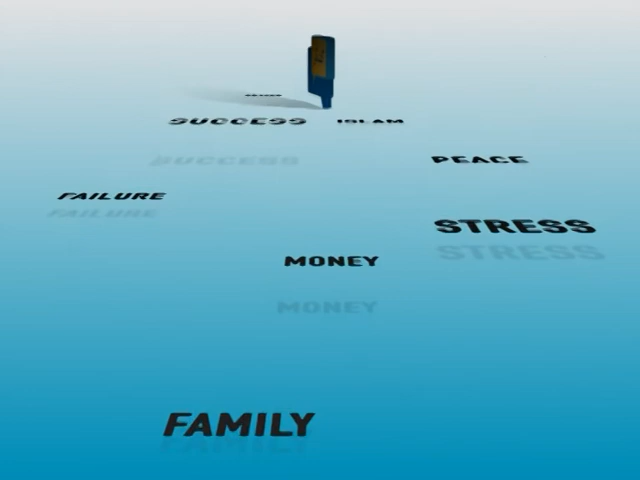 SUCCESS
ISLAM
PEACE
FAILURE
STRESS
MONEY
FAMILY